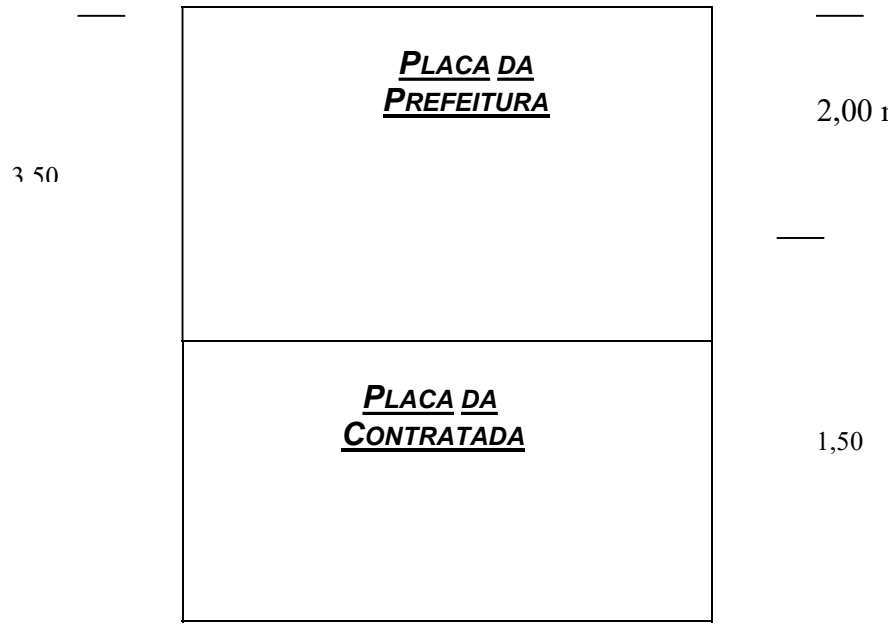 PLACA DA
PREFEITURA
2,00
3,50
PLACA DA
CONTRATADA
1,50